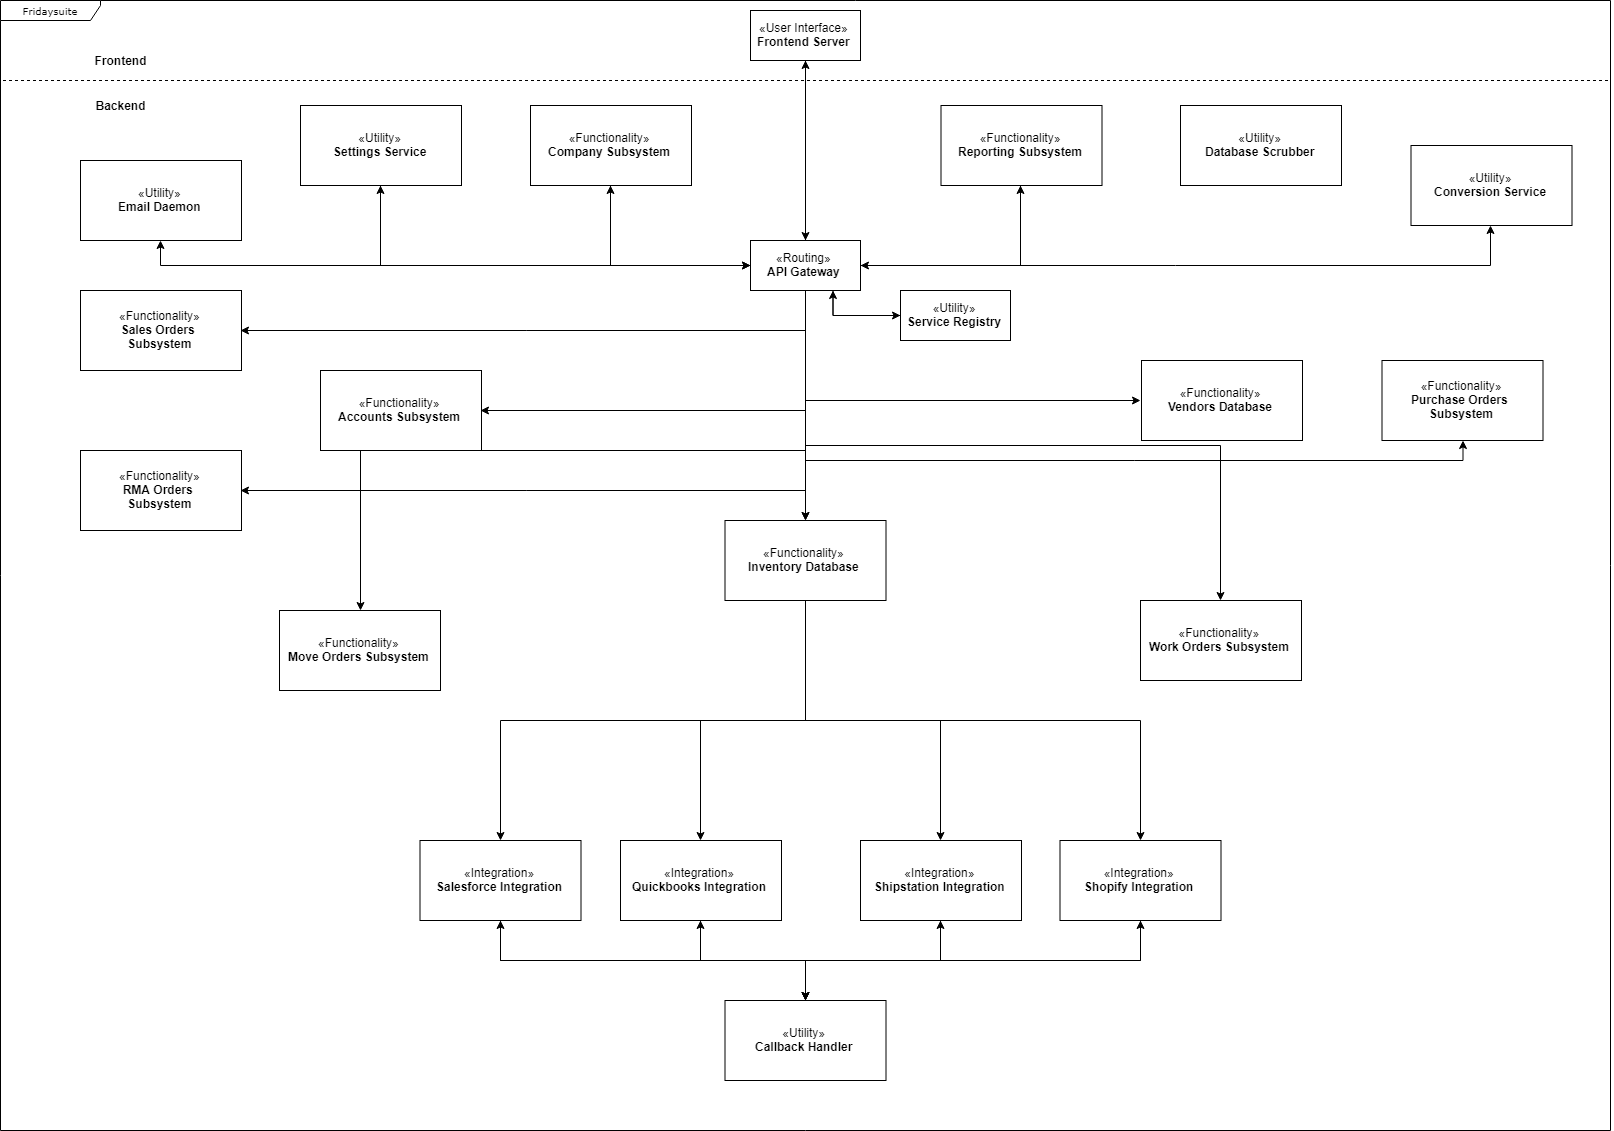 Fridaysuite
«User Interface»
Frontend Server
Frontend
Backend
«Utility»
Settings Service
«Functionality»
Company Subsystem
«Functionality»
Reporting Subsystem
«Utility»
Database Scrubber
«Utility»
Conversion Service
«Utility»
Email Daemon
«Routing»
API Gateway
«Utility»
Service Registry
«Functionality»
Sales Orders
Subsystem
«Functionality»
Accounts Subsystem
«Functionality»
Vendors Database
«Functionality»
Purchase Orders
Subsystem
«Functionality»
RMA Orders
Subsystem
«Functionality»
Inventory Database
«Functionality»
Move Orders Subsystem
«Functionality»
Work Orders Subsystem
«Integration»
Salesforce Integration
«Integration»
Quickbooks Integration
«Integration»
Shipstation Integration
«Integration»
Shopify Integration
«Utility»
Callback Handler